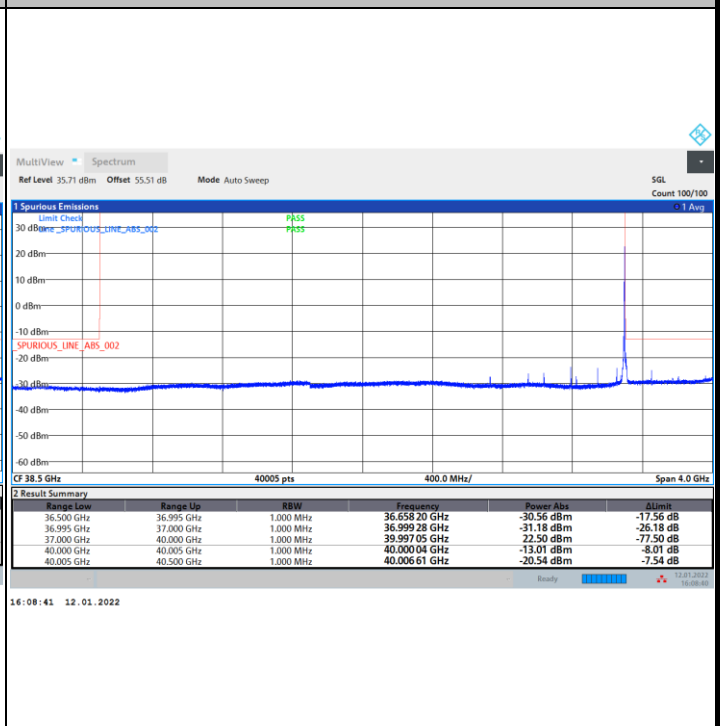 MultiView Spectrum
Ref Level 35.71 dBm Offset 55.51 dB Mode Auto Sweep SGL
Count 100/100
1 Spurious Emissions 1 Avg
Limit Check PASS
30 dBm Line _SPURIOUS_LINE_ABS_002 PASS
20 dBm
10 dBm
0 dBm
-10 dBm
_SPURIOUS_LINE_ABS_002
-20 dBm
-30 dBm
-40 dBm
-50 dBm
-60 dBm
CF 38.5 GHz 40005 pts 400.0 MHz/ Span 4.0 GHz
2 Result Summary
Range Low Range Up RBW Frequency Power Abs ΔLimit
36.500 GHz 36.995 GHz 1.000 MHz 36.658 20 GHz -30.56 dBm -17.56 dB
36.995 GHz 37.000 GHz 1.000 MHz 36.999 28 GHz -31.18 dBm -26.18 dB
37.000 GHz 40.000 GHz 1.000 MHz 39.997 05 GHz 22.50 dBm -77.50 dB
40.000 GHz 40.005 GHz 1.000 MHz 40.000 04 GHz -13.01 dBm -8.01 dB
40.005 GHz 40.500 GHz 1.000 MHz 40.006 61 GHz -20.54 dBm -7.54 dB
Ready 12.01.2022
16:08:40
16:08:41 12.01.2022